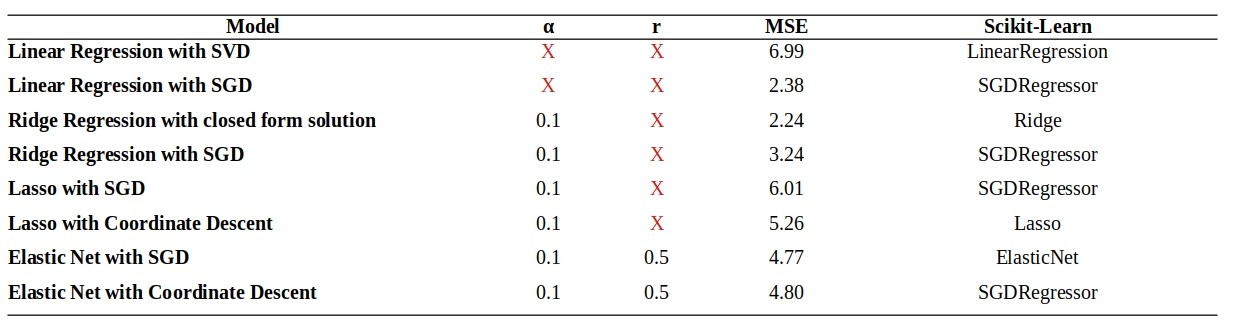 Model α r MSE Scikit-Learn
Linear Regression with SVD X X 6.99 LinearRegression
Linear Regression with SGD X X 2.38 SGDRegressor
Ridge Regression with closed form solution 0.1 X 2.24 Ridge
Ridge Regression with SGD 0.1 X 3.24 SGDRegressor
Lasso with SGD 0.1 X 6.01 SGDRegressor
Lasso with Coordinate Descent 0.1 X 5.26 Lasso
Elastic Net with SGD 0.1 0.5 4.77 ElasticNet
Elastic Net with Coordinate Descent 0.1 0.5 4.80 SGDRegressor